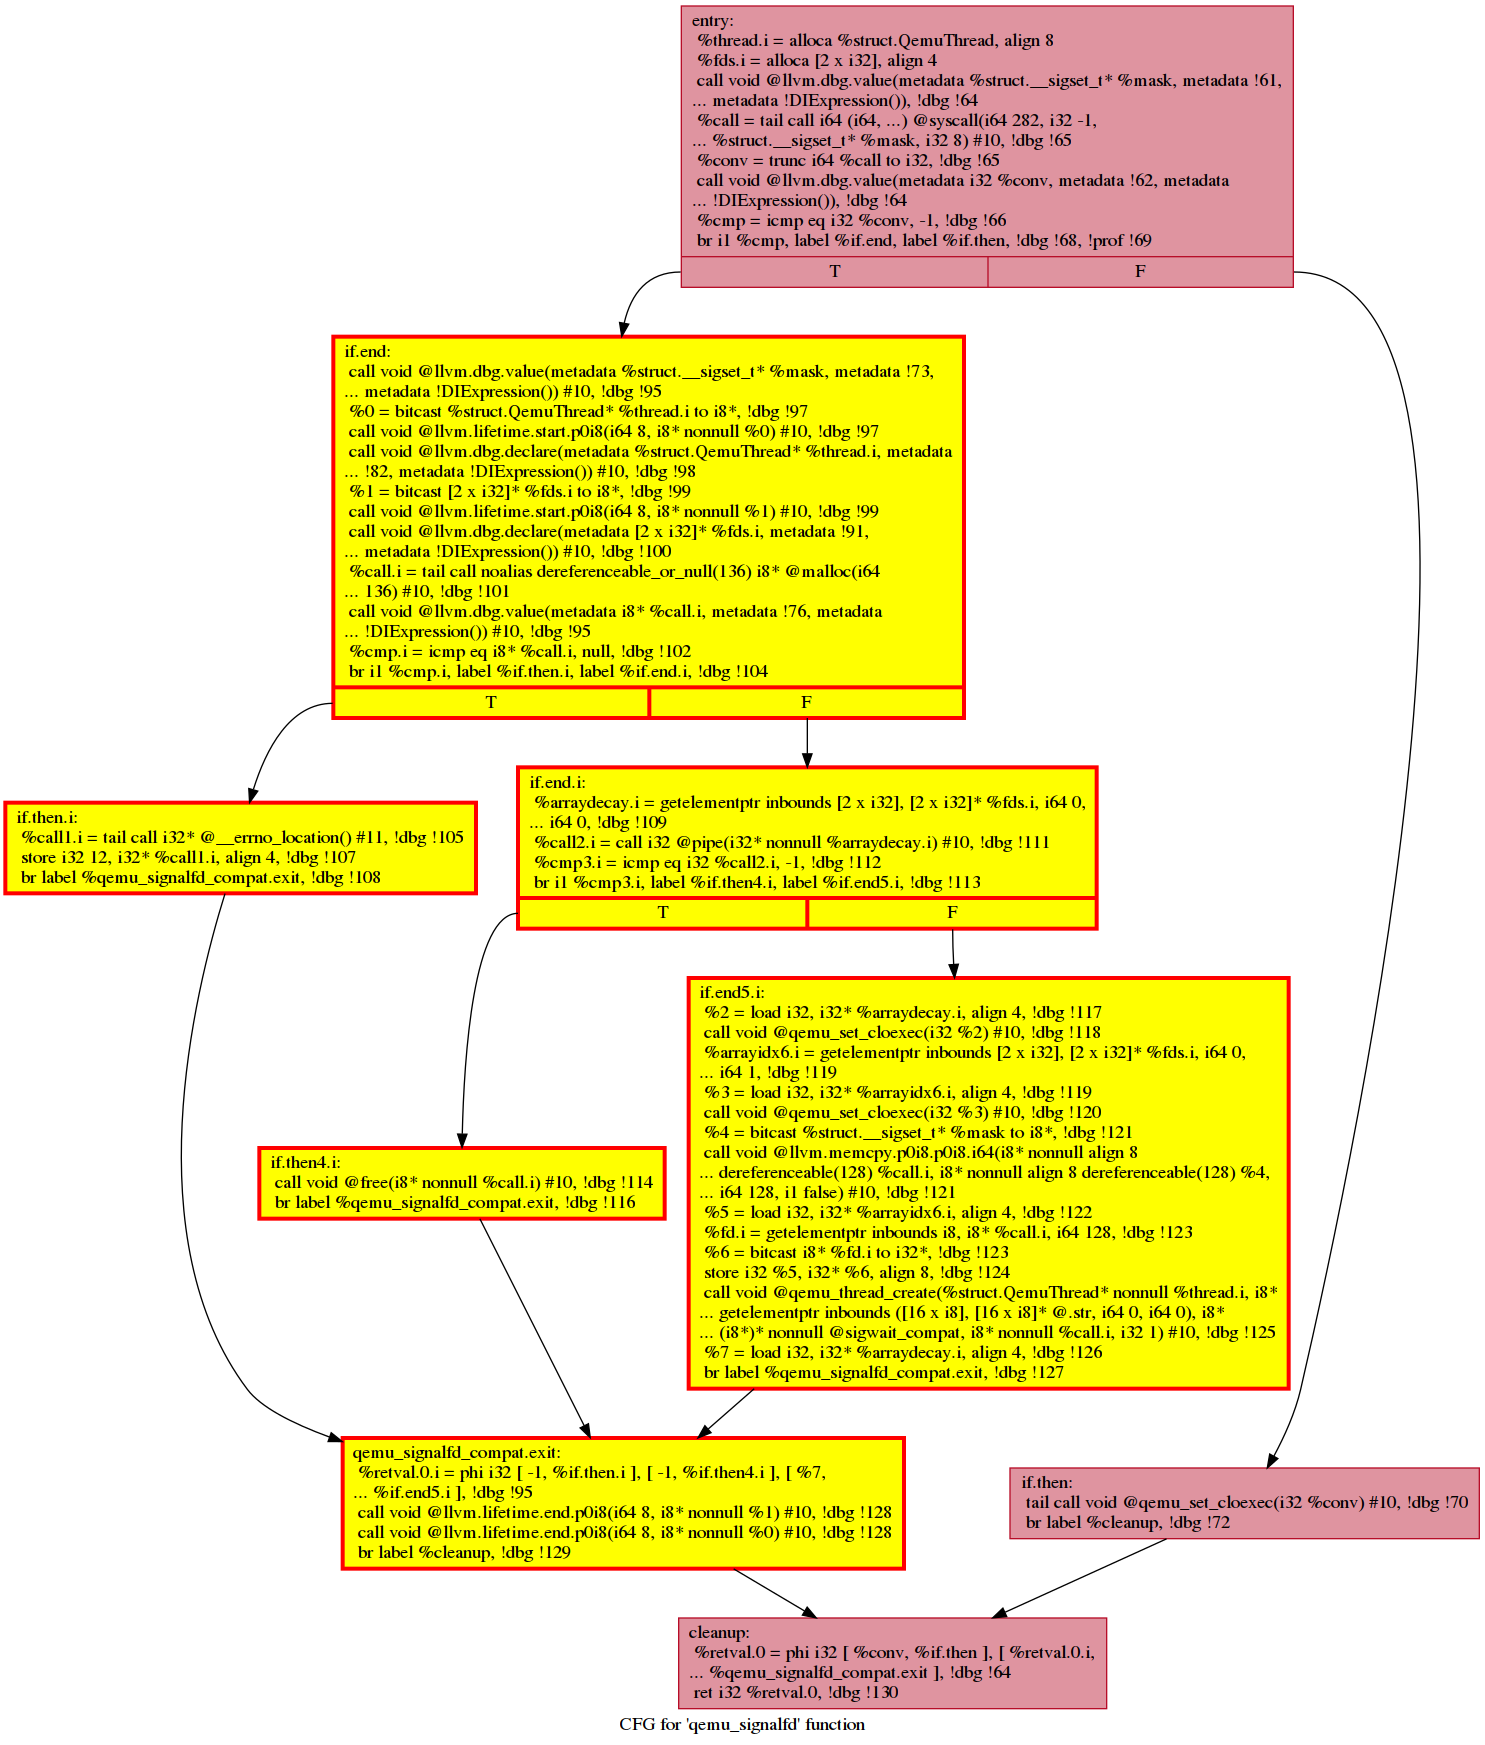 entry:
%thread.i = alloca %struct.QemuThread, align 8
%fds.i = alloca [2 x i32], align 4
call void @llvm.dbg.value(metadata %struct.__sigset_t* %mask, metadata !61,
... metadata !DIExpression()), !dbg !64
%call = tail call i64 (i64, ...) @syscall(i64 282, i32 -1,
... %struct.__sigset_t* %mask, i32 8) #10, !dbg !65
%conv = trunc i64 %call to i32, !dbg !65
call void @llvm.dbg.value(metadata i32 %conv, metadata !62, metadata
... !DIExpression()), !dbg !64
%cmp = icmp eq i32 %conv, -1, !dbg !66
br i1 %cmp, label %if.end, label %if.then, !dbg !68, !prof !69
T F
if.end:
call void @llvm.dbg.value(metadata %struct.__sigset_t* %mask, metadata !73,
... metadata !DIExpression()) #10, !dbg !95
%0 = bitcast %struct.QemuThread* %thread.i to i8*, !dbg !97
call void @llvm.lifetime.start.p0i8(i64 8, i8* nonnull %0) #10, !dbg !97
call void @llvm.dbg.declare(metadata %struct.QemuThread* %thread.i, metadata
... !82, metadata !DIExpression()) #10, !dbg !98
%1 = bitcast [2 x i32]* %fds.i to i8*, !dbg !99
call void @llvm.lifetime.start.p0i8(i64 8, i8* nonnull %1) #10, !dbg !99
call void @llvm.dbg.declare(metadata [2 x i32]* %fds.i, metadata !91,
... metadata !DIExpression()) #10, !dbg !100
%call.i = tail call noalias dereferenceable_or_null(136) i8* @malloc(i64
... 136) #10, !dbg !101
call void @llvm.dbg.value(metadata i8* %call.i, metadata !76, metadata
... !DIExpression()) #10, !dbg !95
%cmp.i = icmp eq i8* %call.i, null, !dbg !102
br i1 %cmp.i, label %if.then.i, label %if.end.i, !dbg !104
T F
if.then.i:
%call1.i = tail call i32* @__errno_location() #11, !dbg !105
store i32 12, i32* %call1.i, align 4, !dbg !107
br label %qemu_signalfd_compat.exit, !dbg !108
if.end.i:
%arraydecay.i = getelementptr inbounds [2 x i32], [2 x i32]* %fds.i, i64 0,
... i64 0, !dbg !109
%call2.i = call i32 @pipe(i32* nonnull %arraydecay.i) #10, !dbg !111
%cmp3.i = icmp eq i32 %call2.i, -1, !dbg !112
br i1 %cmp3.i, label %if.then4.i, label %if.end5.i, !dbg !113
T F
if.end5.i:
%2 = load i32, i32* %arraydecay.i, align 4, !dbg !117
call void @qemu_set_cloexec(i32 %2) #10, !dbg !118
%arrayidx6.i = getelementptr inbounds [2 x i32], [2 x i32]* %fds.i, i64 0,
... i64 1, !dbg !119
%3 = load i32, i32* %arrayidx6.i, align 4, !dbg !119
call void @qemu_set_cloexec(i32 %3) #10, !dbg !120
%4 = bitcast %struct.__sigset_t* %mask to i8*, !dbg !121
call void @llvm.memcpy.p0i8.p0i8.i64(i8* nonnull align 8
... dereferenceable(128) %call.i, i8* nonnull align 8 dereferenceable(128) %4,
... i64 128, i1 false) #10, !dbg !121
%5 = load i32, i32* %arrayidx6.i, align 4, !dbg !122
%fd.i = getelementptr inbounds i8, i8* %call.i, i64 128, !dbg !123
%6 = bitcast i8* %fd.i to i32*, !dbg !123
store i32 %5, i32* %6, align 8, !dbg !124
call void @qemu_thread_create(%struct.QemuThread* nonnull %thread.i, i8*
... getelementptr inbounds ([16 x i8], [16 x i8]* @.str, i64 0, i64 0), i8*
... (i8*)* nonnull @sigwait_compat, i8* nonnull %call.i, i32 1) #10, !dbg !125
%7 = load i32, i32* %arraydecay.i, align 4, !dbg !126
br label %qemu_signalfd_compat.exit, !dbg !127
if.then4.i:
call void @free(i8* nonnull %call.i) #10, !dbg !114
br label %qemu_signalfd_compat.exit, !dbg !116
qemu_signalfd_compat.exit:
%retval.0.i = phi i32 [ -1, %if.then.i ], [ -1, %if.then4.i ], [ %7,
... %if.end5.i ], !dbg !95
call void @llvm.lifetime.end.p0i8(i64 8, i8* nonnull %1) #10, !dbg !128
call void @llvm.lifetime.end.p0i8(i64 8, i8* nonnull %0) #10, !dbg !128
br label %cleanup, !dbg !129
if.then:
tail call void @qemu_set_cloexec(i32 %conv) #10, !dbg !70
br label %cleanup, !dbg !72
cleanup:
%retval.0 = phi i32 [ %conv, %if.then ], [ %retval.0.i,
... %qemu_signalfd_compat.exit ], !dbg !64
ret i32 %retval.0, !dbg !130
CFG for 'qemu_signalfd' function